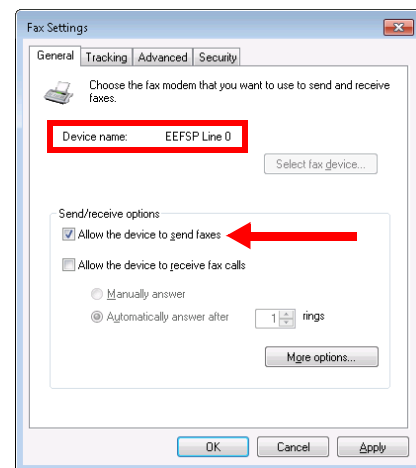 Fax Settings
General Tracking Advanced Security
Choose the fax modem that you want to use to send and receive
faxes.
Device name: EEFSP Line 0
Select fax device...
Send/receive options
Allow the device to send faxes
Allow the device to receive fax calls
Manually answer
Automatically answer after 1 rings
More options...
OK Cancel Apply